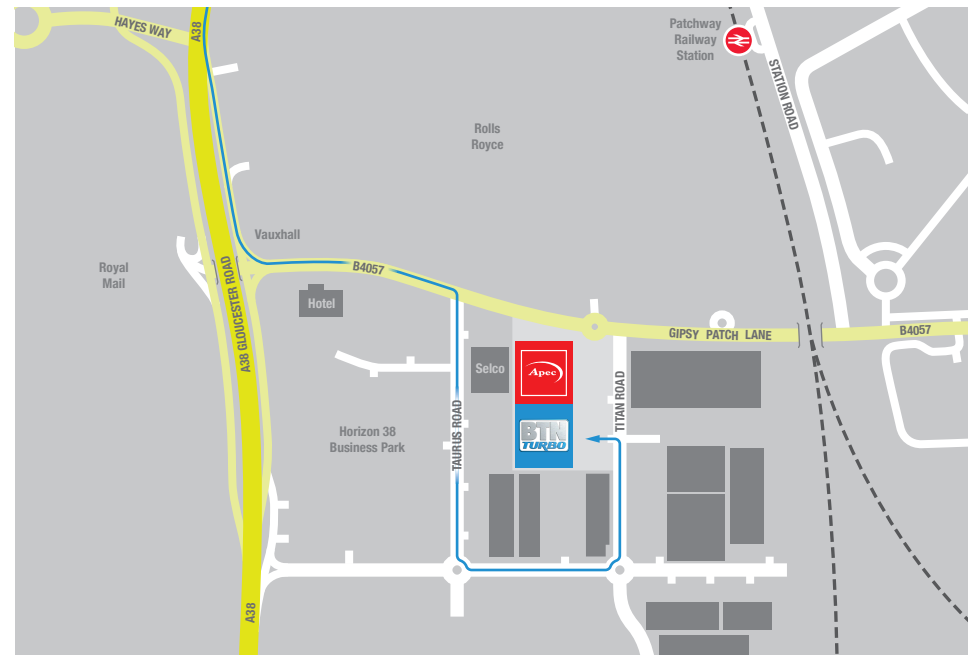 HAYES WAY
A38
Patchway
Railway
Station
STATION ROAD
Rolls
Royce
Vauxhall
Royal
Mail
A38 GLOUCESTER ROAD
B4057
Hotel
GIPSY PATCH LANE
B4057
Selco
Apec
TITAN ROAD
TAURUS ROAD
Horizon 38
Business Park
BTN
TURBO
A38